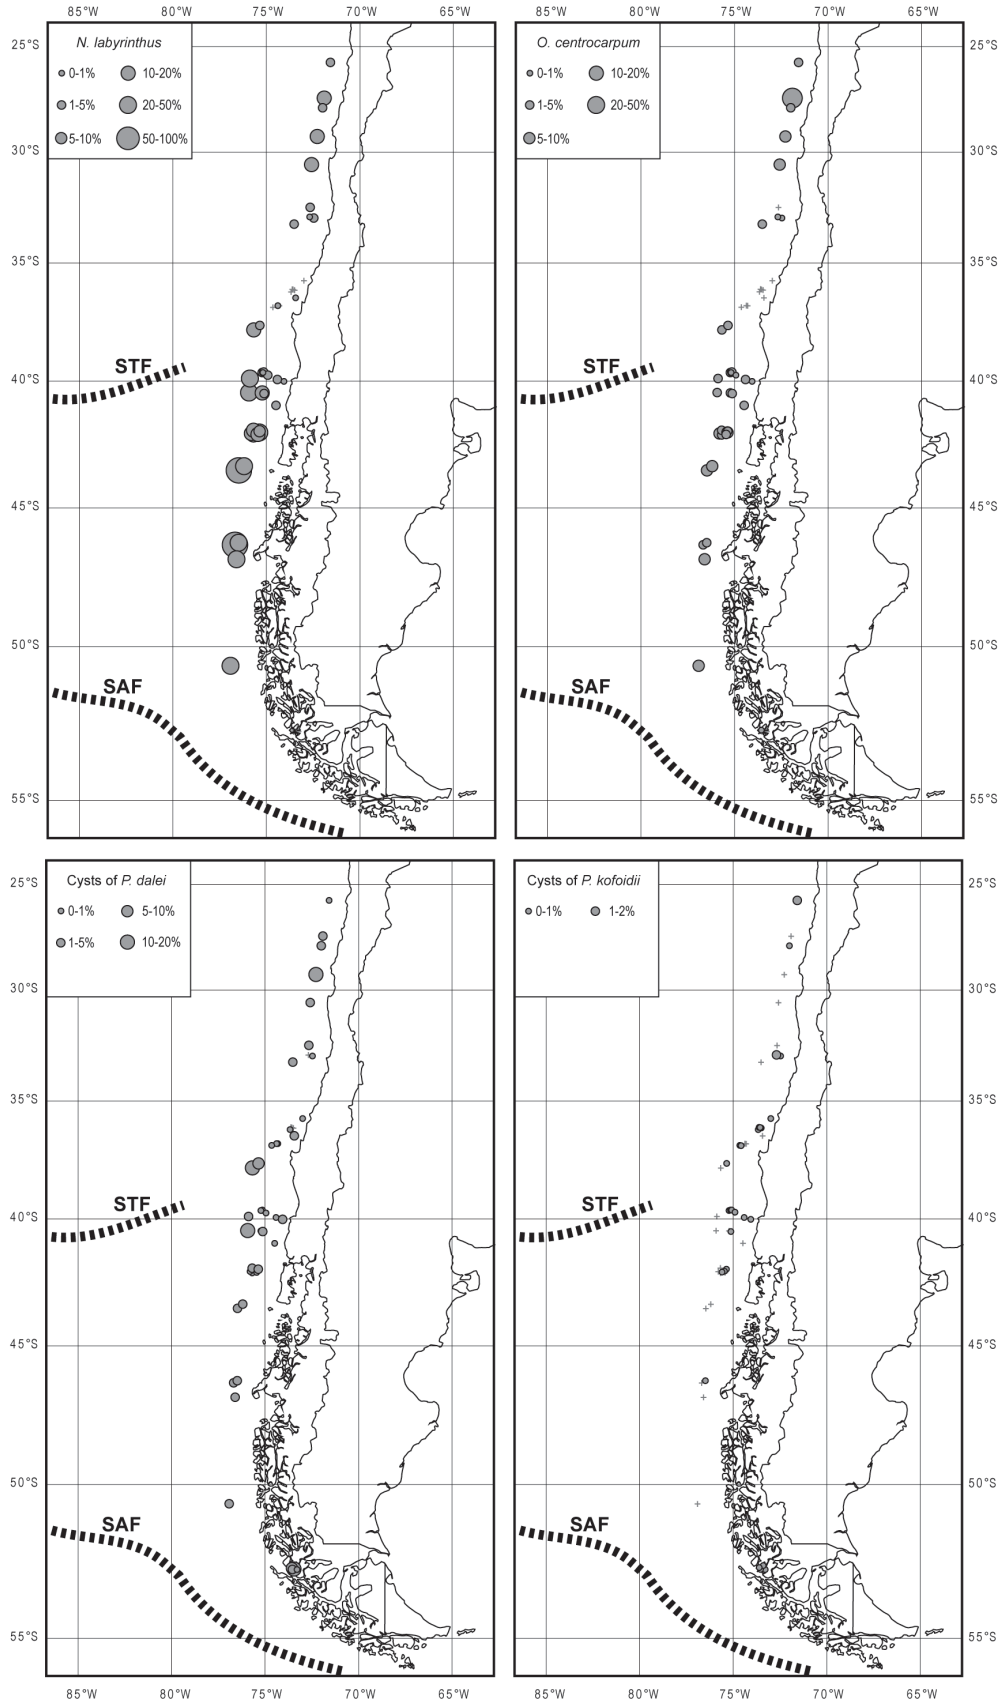 85°W 80°W 75°W 70°W 65°W 85°W 80°W 75°W 70°W 65°W
N. labyrinthus
0-1% 10-20%
1-5% 20-50%
5-10% 50-100%
O. centrocarpum
0-1% 10-20%
1-5% 20-50%
5-10%
25°S 25°S
30°S 30°S
35°S 35°S
STF STF
40°S 40°S
45°S 45°S
50°S 50°S
SAF SAF
55°S 55°S
Cysts of P. dalei
0-1% 5-10%
1-5% 10-20%
Cysts of P. kofoidii
0-1% 1-2%
25°S 25°S
30°S 30°S
35°S 35°S
STF STF
40°S 40°S
45°S 45°S
50°S 50°S
SAF SAF
55°S 55°S
85°W 80°W 75°W 70°W 65°W 85°W 80°W 75°W 70°W 65°W